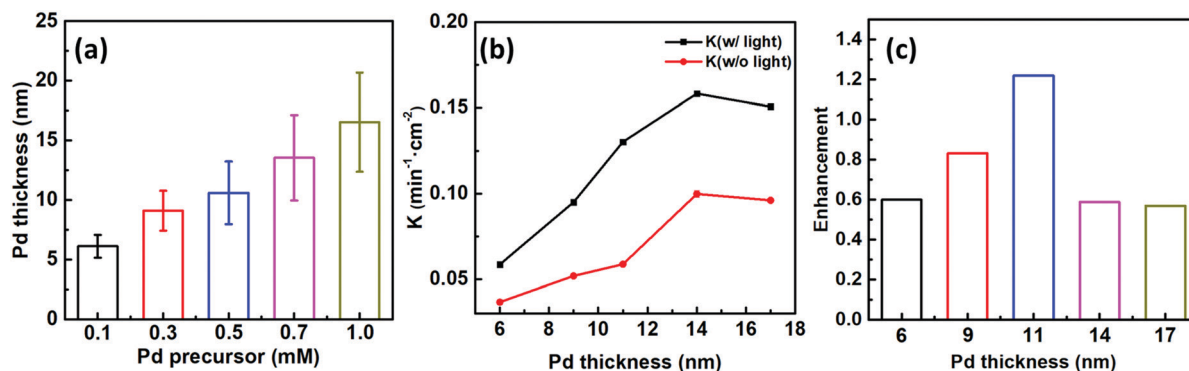 (a)
Pd thickness (nm)
25
20
15
10
5
0
0.1 0.3 0.5 0.7 1.0
Pd precursor (mM)
(b)
K(w/ light)
K(w/o light)
K (min⁻¹·cm⁻²)
0.20
0.15
0.10
0.05
6 8 10 12 14 16 18
Pd thickness (nm)
(c)
Enhancement
1.4
1.2
1.0
0.8
0.6
0.4
0.2
0.0
6 9 11 14 17
Pd thickness (nm)